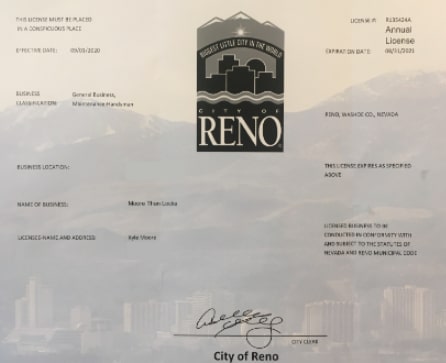 THIS LICENSE MUST BE PLACED
IN A CONSPICUOUS PLACE
LICENSE #:
Annual
License
EFFECTIVE DATE:
EXPIRATION DATE:
BIGGEST LITTLE CITY IN THE WORLD
CITY OF
RENO
BUSINESS
CLASSIFICATION:
General Business,
Maintenance-Handyman
RENO, WASHOE CO., NEVADA
BUSINESS LOCATION:
THIS LICENSE EXPIRES AS SPECIFIED
ABOVE
NAME OF BUSINESS:
Moore Than
LICENSED NAME AND ADDRESS:
Kyle Moore
LICENSED BUSINESS TO BE
CONDUCTED IN CONFORMITY WITH
AND SUBJECT TO THE STATUTES OF
NEVADA AND RENO MUNICIPAL CODE
CITY CLERK
City of Reno